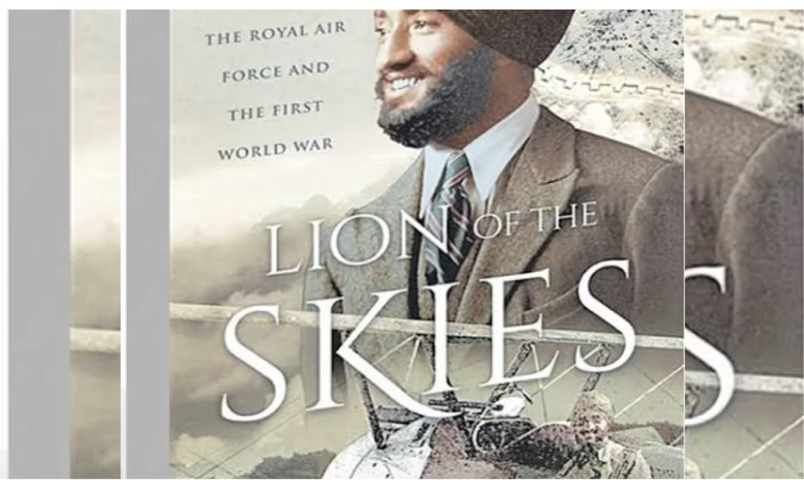 THE ROYAL AIR
FORCE AND
THE FIRST
WORLD WAR
LION OF THE
SKIES
S